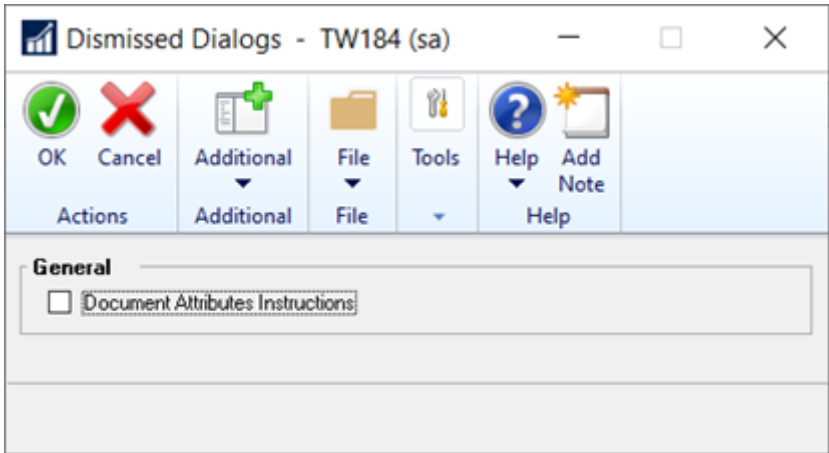 Dismissed Dialogs - TW184 (sa)
OK Cancel Additional File Tools Help Add Note
Actions Additional File Help
General
Document Attributes Instructions